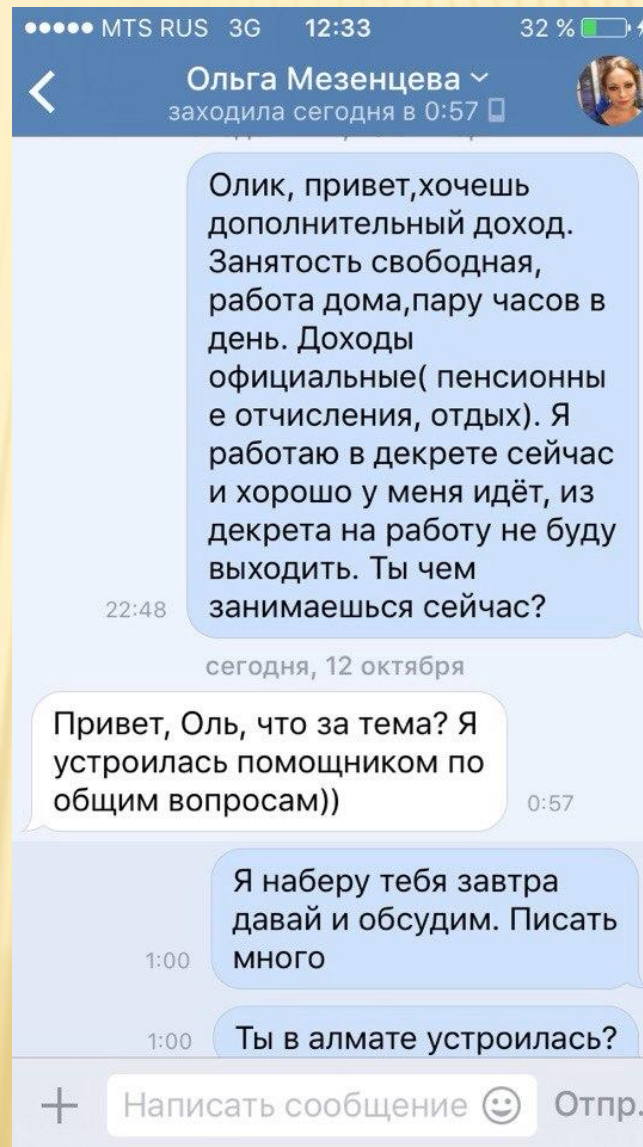 MTS RUS 3G 12:33 32 %
Ольга Мезенцева
заходила сегодня в 0:57
Олик, привет,хочешь
дополнительный доход.
Занятость свободная,
работа дома,пару часов в
день. Доходы
официальные( пенсионны
е отчисления, отдых). Я
работаю в декрете сейчас
и хорошо у меня идёт, из
декрета на работу не буду
выходить. Ты чем
занимаешься сейчас?
22:48
сегодня, 12 октября
Привет, Оль, что за тема? Я
устроилась помощником по
общим вопросам))
0:57
Я наберу тебя завтра
давай и обсудим. Писать
много
1:00
Ты в алмате устроилась?
1:00
Написать сообщение
Отпр.